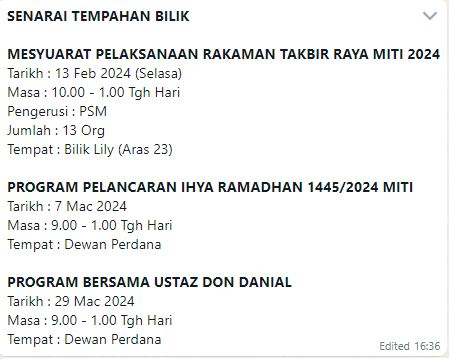 SENARAI TEMPAHAN BILIK
MESYUARAT PELAKSANAAN RAKAMAN TAKBIR RAYA MITI 2024
Tarikh : 13 Feb 2024 (Selasa)
Masa : 10.00 - 1.00 Tgh Hari
Pengerusi : PSM
Jumlah : 13 Org
Tempat : Bilik Lily (Aras 23)
PROGRAM PELANCARAN IHYA RAMADHAN 1445/2024 MITI
Tarikh : 7 Mac 2024
Masa : 9.00 - 1.00 Tgh Hari
Tempat : Dewan Perdana
PROGRAM BERSAMA USTAZ DON DANIAL
Tarikh : 29 Mac 2024
Masa : 9.00 - 1.00 Tgh Hari
Tempat : Dewan Perdana
Edited 16:36